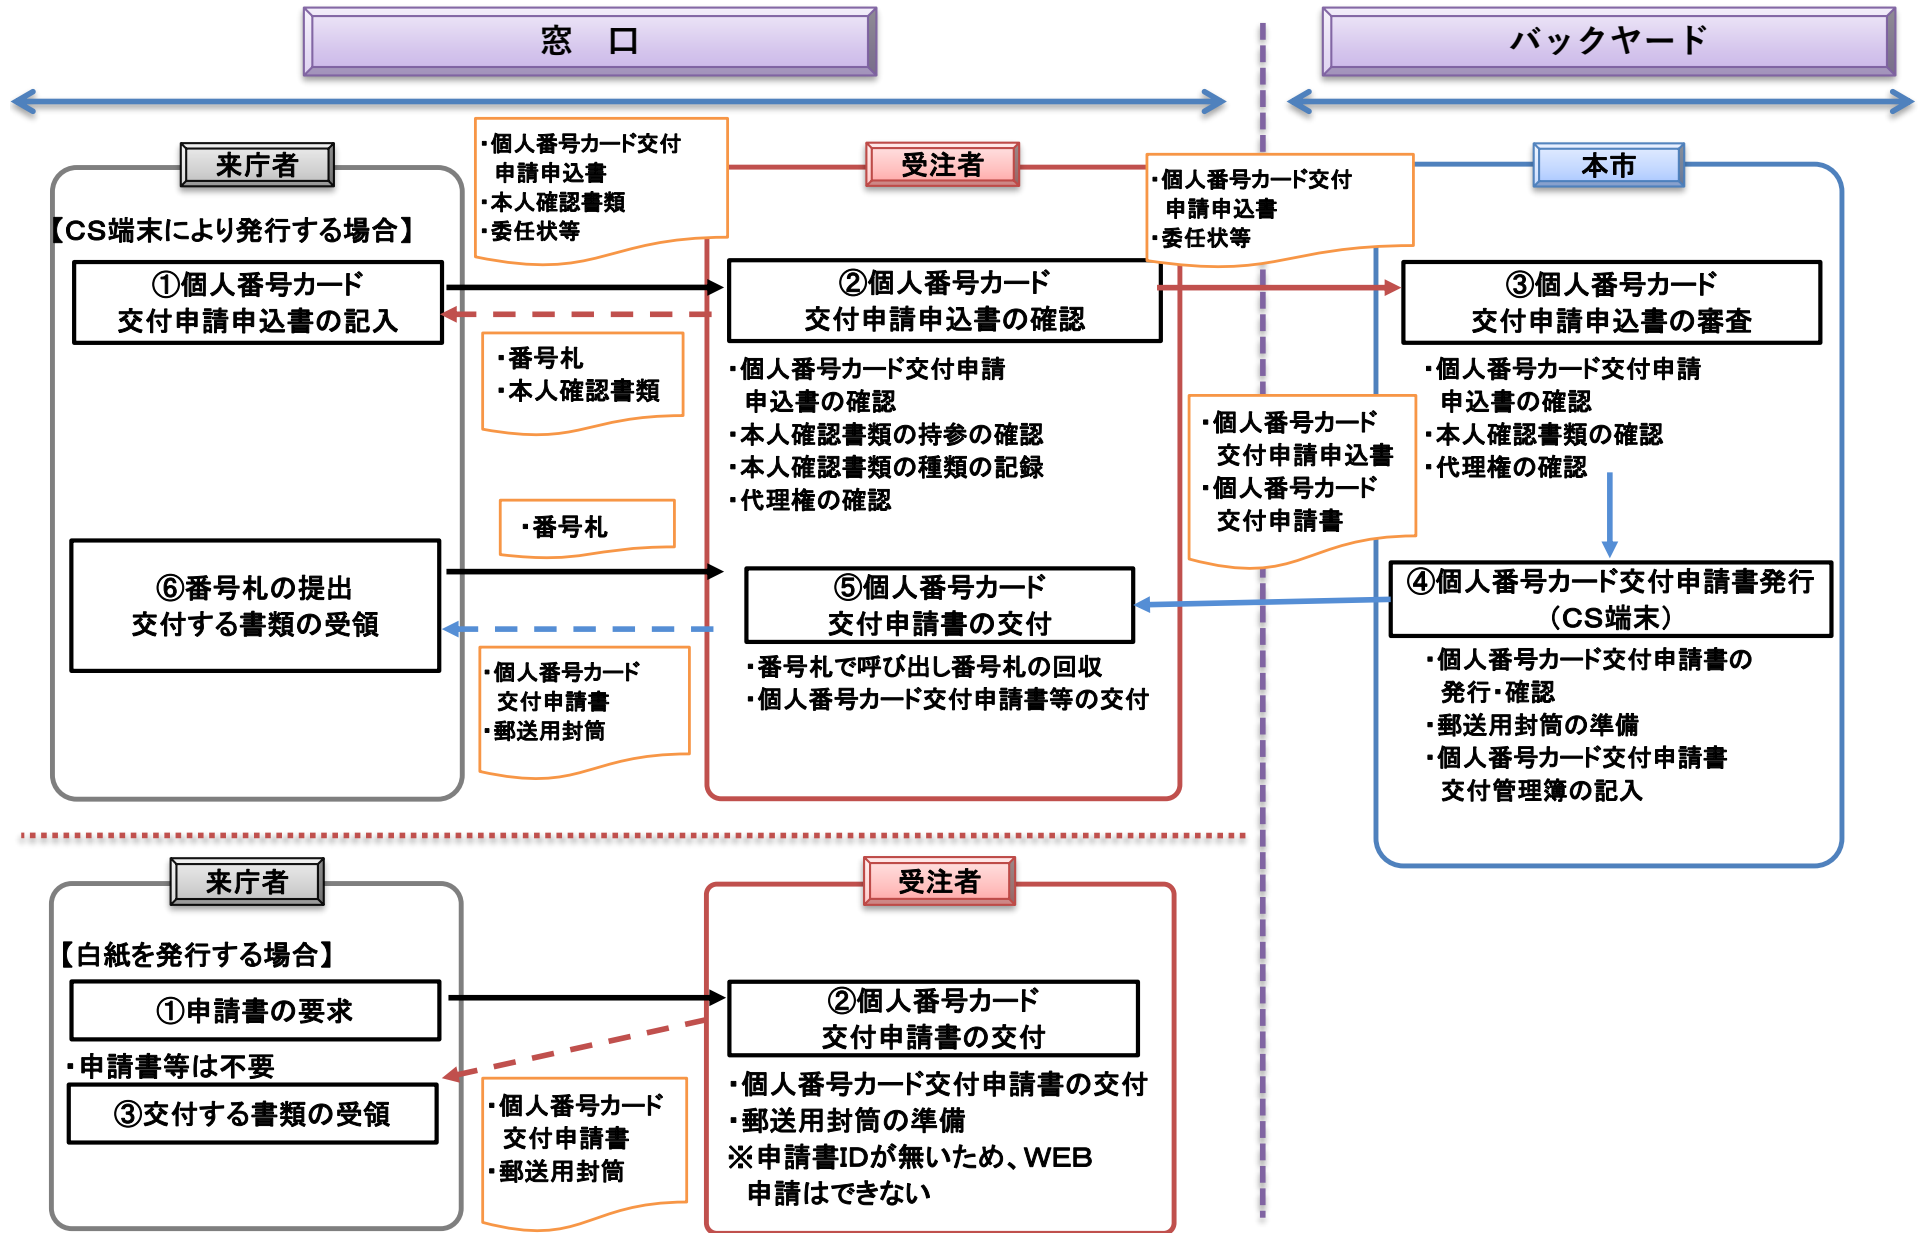 窓　口
バックヤード
来庁者
【CS端末により発行する場合】
①個人番号カード
交付申請申込書の記入
・個人番号カード交付
申請申込書
・本人確認書類
・委任状等
・番号札
・本人確認書類
受注者
②個人番号カード
交付申請申込書の確認
・個人番号カード交付申請
申込書の確認
・本人確認書類の持参の確認
・本人確認書類の種類の記録
・代理権の確認
・個人番号カード交付
申請申込書
・委任状等
本市
③個人番号カード
交付申請申込書の審査
・個人番号カード交付申請
申込書の確認
・本人確認書類の確認
・代理権の確認
④個人番号カード交付申請書発行
（CS端末）
・個人番号カード交付申請書の
発行・確認
・郵送用封筒の準備
・個人番号カード交付申請書
交付管理簿の記入
・個人番号カード
交付申請申込書
・個人番号カード
交付申請書
⑤個人番号カード
交付申請書の交付
・番号札で呼び出し番号札の回収
・個人番号カード交付申請書等の交付
・番号札
⑥番号札の提出
交付する書類の受領
・個人番号カード
交付申請書
・郵送用封筒
来庁者
【白紙を発行する場合】
①申請書の要求
・申請書等は不要
③交付する書類の受領
・個人番号カード
交付申請書
・郵送用封筒
受注者
②個人番号カード
交付申請書の交付
・個人番号カード交付申請書の交付
・郵送用封筒の準備
※申請書IDが無いため、WEB
申請はできない